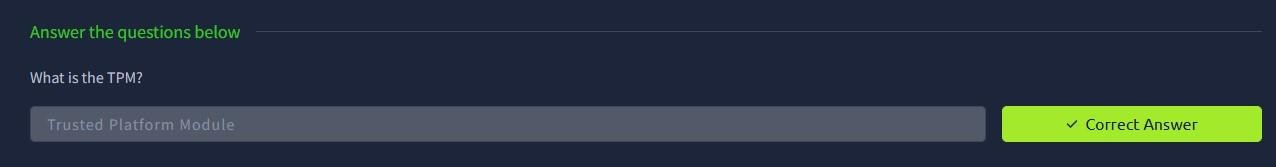 Answer the questions below
What is the TPM?
Trusted Platform Module
✓ Correct Answer